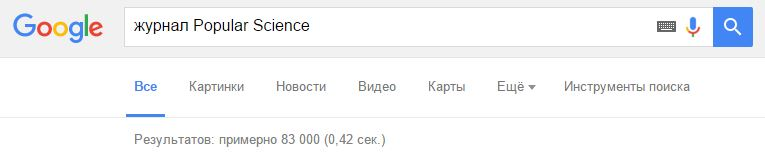 Google журнал Popular Science
Все Картинки Новости Видео Карты Ещё Инструменты поиска
Результатов: примерно 83 000 (0,42 сек.)